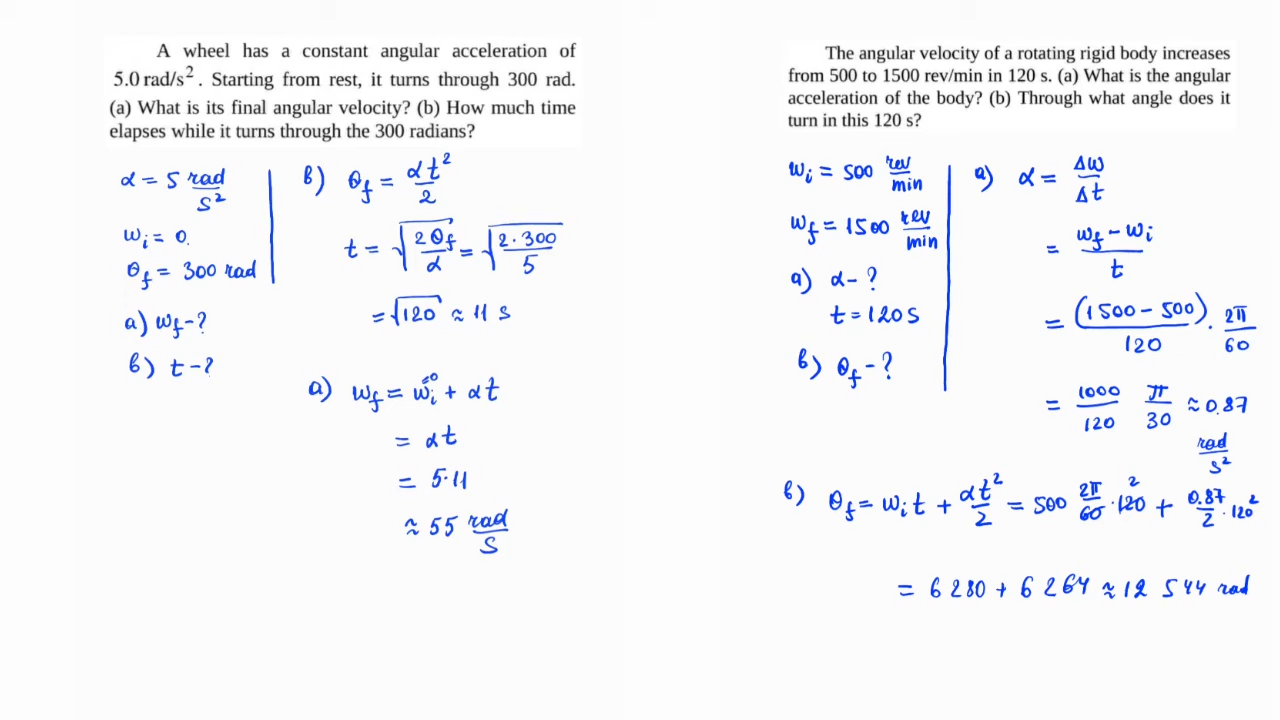 A wheel has a constant angular acceleration of
5.0 rad/s². Starting from rest, it turns through 300 rad.
(a) What is its final angular velocity? (b) How much time
elapses while it turns through the 300 radians?
α = 5 rad/s²
ωi = 0
θf = 300 rad
a) ωf - ?
b) t - ?
b) θf = αt²/2
t = √(2θf/α) = √(2·300/5)
= √120 ≈ 11 s
a) ωf = ωi⁼⁰ + αt
= αt
= 5·11
≈ 55 rad/s
The angular velocity of a rotating rigid body increases
from 500 to 1500 rev/min in 120 s. (a) What is the angular
acceleration of the body? (b) Through what angle does it
turn in this 120 s?
ωi = 500 rev/min
ωf = 1500 rev/min
a) α - ?
t = 120 s
b) θf - ?
a) α = Δω/Δt
= (ωf - ωi)/t
= (1500 - 500)/120 · 2π/60
= 1000/120 π/30 ≈ 0.87
rad/s²
b) θf = ωi t + αt²/2 = 500 2π/60 · 120 2 + 0.87/2 · 120²
= 6 280 + 6 264 ≈ 12 544 rad